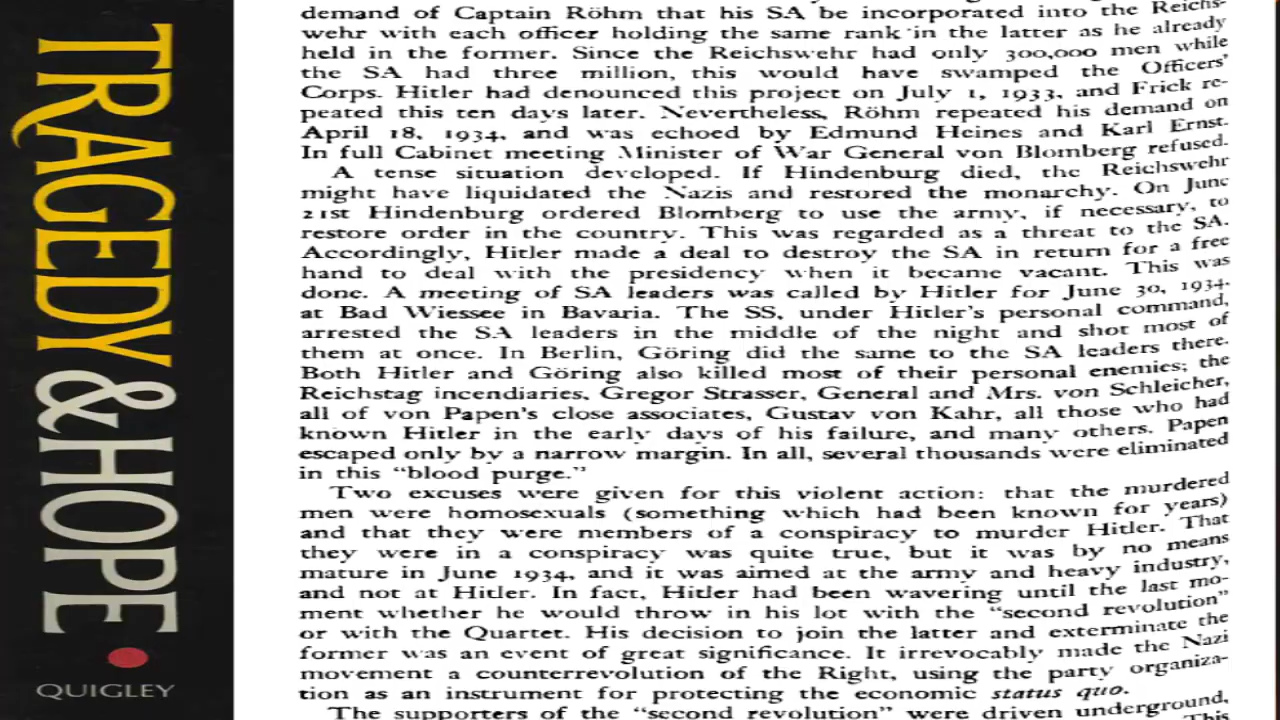 TRAGEDY & HOPE
QUIGLEY
demand of Captain Röhm that his SA be incorporated into the Reichs-
wehr with each officer holding the same rank in the latter as he already
held in the former. Since the Reichswehr had only 300,000 men while
the SA had three million, this would have swamped the Officers'
Corps. Hitler had denounced this project on July 1, 1933, and Frick re-
peated this ten days later. Nevertheless, Röhm repeated his demand on
April 18, 1934, and was echoed by Edmund Heines and Karl Ernst.
In full Cabinet meeting Minister of War General von Blomberg refused.
A tense situation developed. If Hindenburg died, the Reichswehr
might have liquidated the Nazis and restored the monarchy. On June
21st Hindenburg ordered Blomberg to use the army, if necessary, to
restore order in the country. This was regarded as a threat to the SA.
Accordingly, Hitler made a deal to destroy the SA in return for a free
hand to deal with the presidency when it became vacant. This was
done. A meeting of SA leaders was called by Hitler for June 30, 1934,
at Bad Wiessee in Bavaria. The SS, under Hitler's personal command,
arrested the SA leaders in the middle of the night and shot most of
them at once. In Berlin, Göring did the same to the SA leaders there.
Both Hitler and Göring also killed most of their personal enemies; the
Reichstag incendiaries, Gregor Strasser, General and Mrs. von Schleicher,
all of von Papen's close associates, Gustav von Kahr, all those who had
known Hitler in the early days of his failure, and many others. Papen
escaped only by a narrow margin. In all, several thousands were eliminated
in this “blood purge.”
Two excuses were given for this violent action: that the murdered
men were homosexuals (something which had been known for years)
and that they were members of a conspiracy to murder Hitler. That
they were in a conspiracy was quite true, but it was by no means
mature in June 1934, and it was aimed at the army and heavy industry,
and not at Hitler. In fact, Hitler had been wavering until the last mo-
ment whether he would throw in his lot with the “second revolution”
or with the Quartet. His decision to join the latter and exterminate the
former was an event of great significance. It irrevocably made the Nazi
movement a counterrevolution of the Right, using the party organiza-
tion as an instrument for protecting the economic status quo.
The supporters of the “second revolution” were driven underground,
This